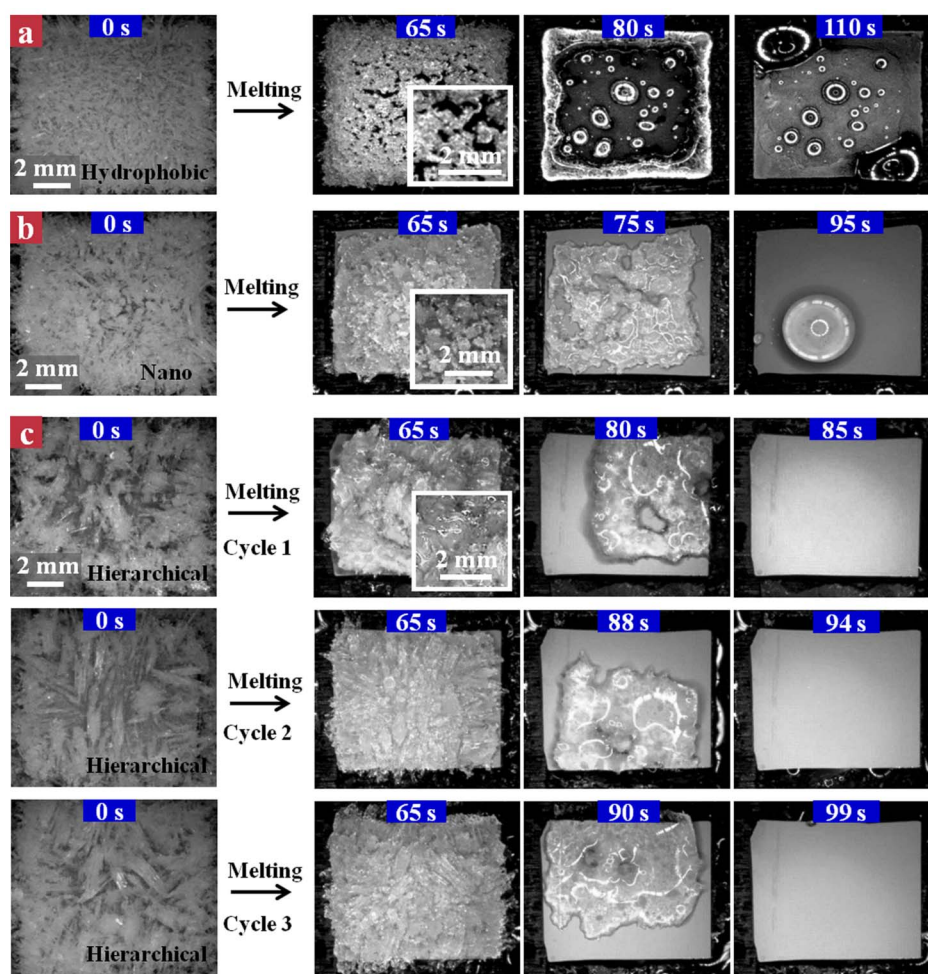 a
0 s
2 mm
Hydrophobic
Melting
65 s
80 s
110 s
b
0 s
2 mm
Nano
Melting
65 s
2 mm
75 s
95 s
c
0 s
2 mm
Hierarchical
Melting
Cycle 1
65 s
2 mm
80 s
85 s
0 s
Hierarchical
Melting
Cycle 2
65 s
88 s
94 s
0 s
Hierarchical
Melting
Cycle 3
65 s
90 s
99 s